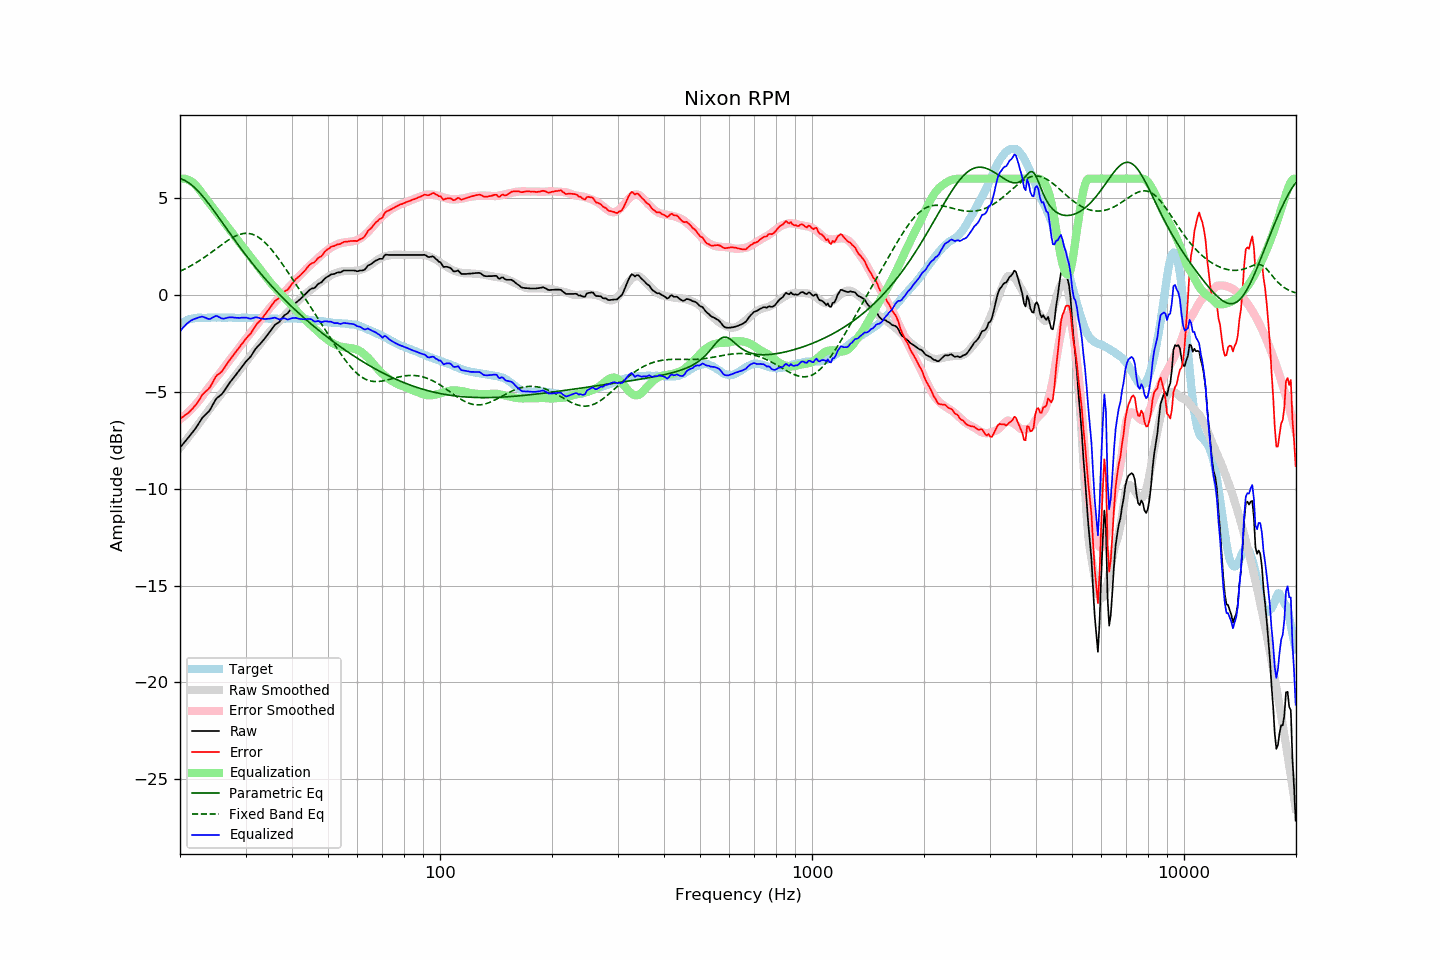 Nixon RPM
Amplitude (dBr)
5
0
−5
−10
−15
−20
−25
Target
Raw Smoothed
Error Smoothed
Raw
Error
Equalization
Parametric Eq
Fixed Band Eq
Equalized
100
1000
10000
Frequency (Hz)